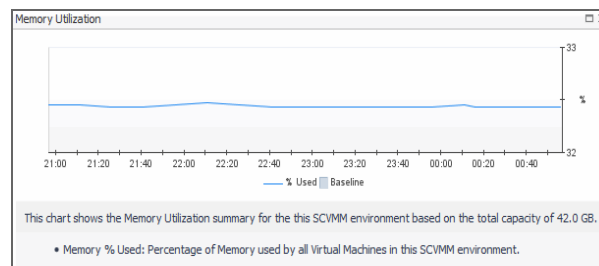 Memory Utilization
33
%
32
21:00 21:20 21:40 22:00 22:20 22:40 23:00 23:20 23:40 00:00 00:20 00:40
% Used Baseline
This chart shows the Memory Utilization summary for the this SCVMM environment based on the total capacity of 42.0 GB.
• Memory % Used: Percentage of Memory used by all Virtual Machines in this SCVMM environment.